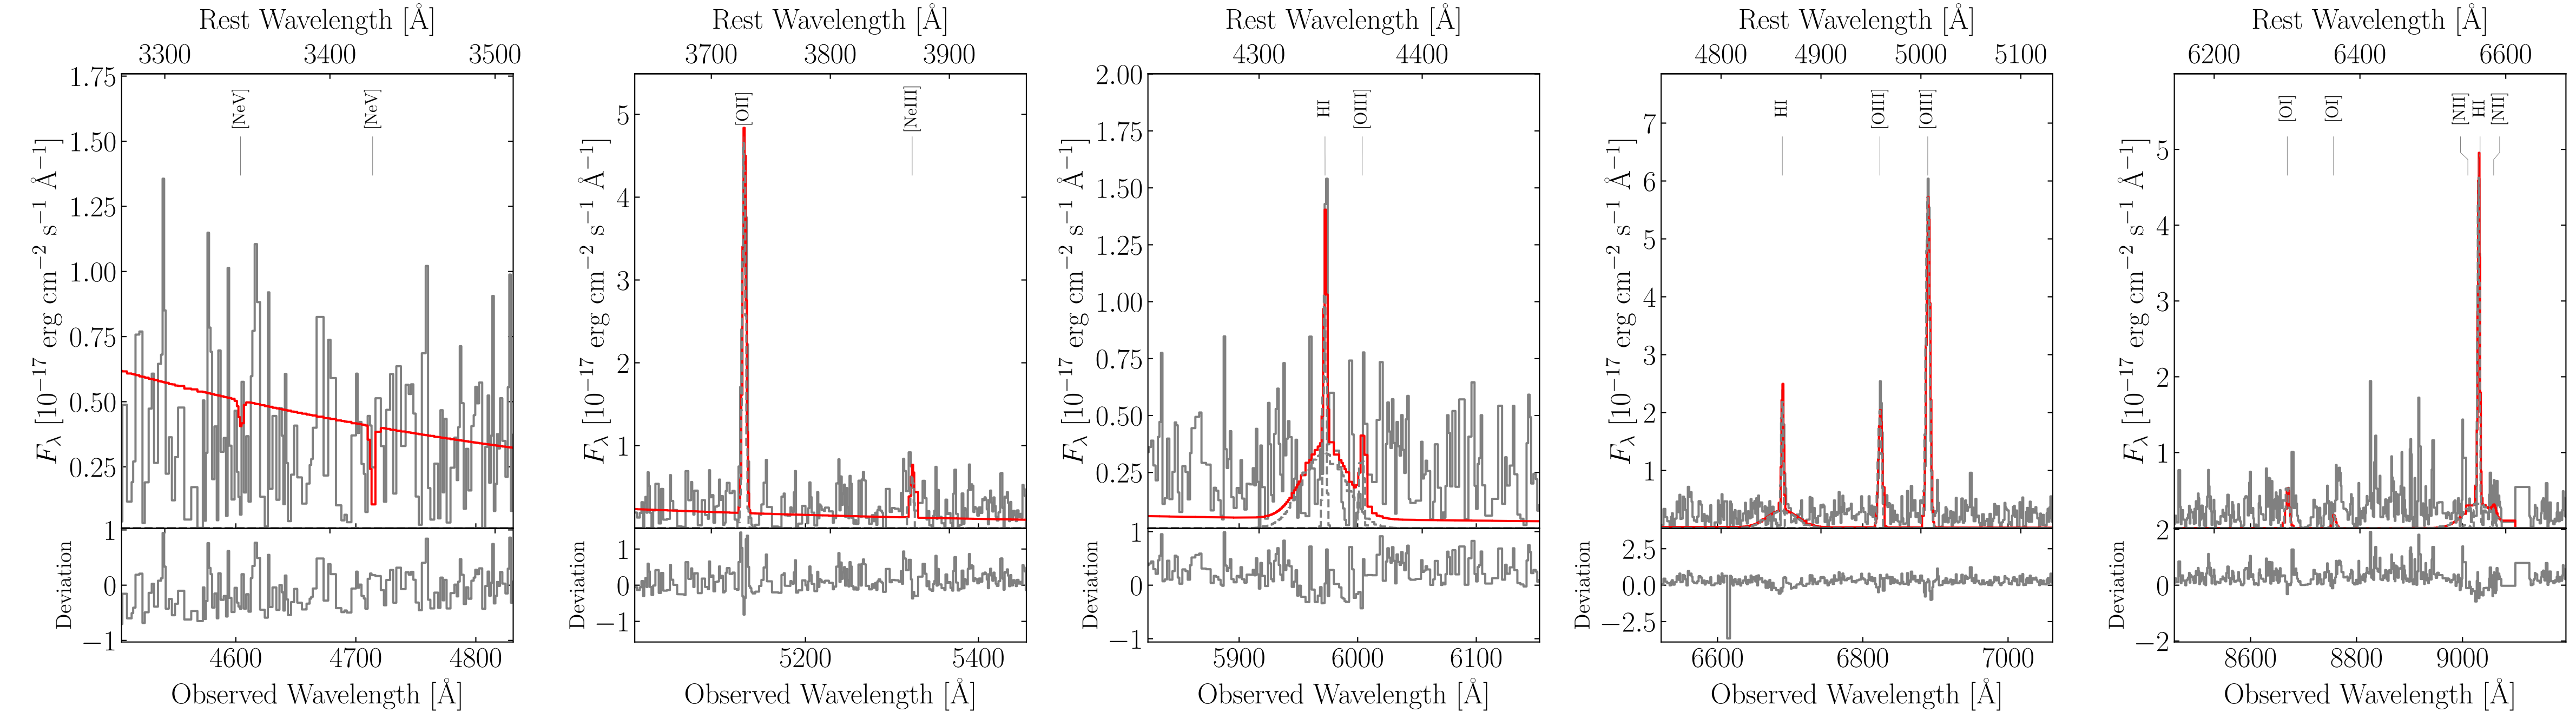 Rest Wavelength [Å]
3300 3400 3500
1.75
1.50
1.25
1.00
0.75
0.50
0.25
[NeV] [NeV]
F_λ [10⁻¹⁷ erg cm⁻² s⁻¹ Å⁻¹]
1
0
−1
Deviation
4600 4700 4800
Observed Wavelength [Å]
Rest Wavelength [Å]
3700 3800 3900
5
4
3
2
1
[OII] [NeIII]
F_λ [10⁻¹⁷ erg cm⁻² s⁻¹ Å⁻¹]
1
0
−1
Deviation
5200 5400
Observed Wavelength [Å]
Rest Wavelength [Å]
4300 4400
2.00
1.75
1.50
1.25
1.00
0.75
0.50
0.25
HI [OIII]
F_λ [10⁻¹⁷ erg cm⁻² s⁻¹ Å⁻¹]
1
0
−1
Deviation
5900 6000 6100
Observed Wavelength [Å]
Rest Wavelength [Å]
4800 4900 5000 5100
7
6
5
4
3
2
1
HI [OIII] [OIII]
F_λ [10⁻¹⁷ erg cm⁻² s⁻¹ Å⁻¹]
2.5
0.0
−2.5
Deviation
6600 6800 7000
Observed Wavelength [Å]
Rest Wavelength [Å]
6200 6400 6600
5
4
3
2
1
[OI] [OI] [NII] HI [NII]
F_λ [10⁻¹⁷ erg cm⁻² s⁻¹ Å⁻¹]
2
0
−2
Deviation
8600 8800 9000
Observed Wavelength [Å]